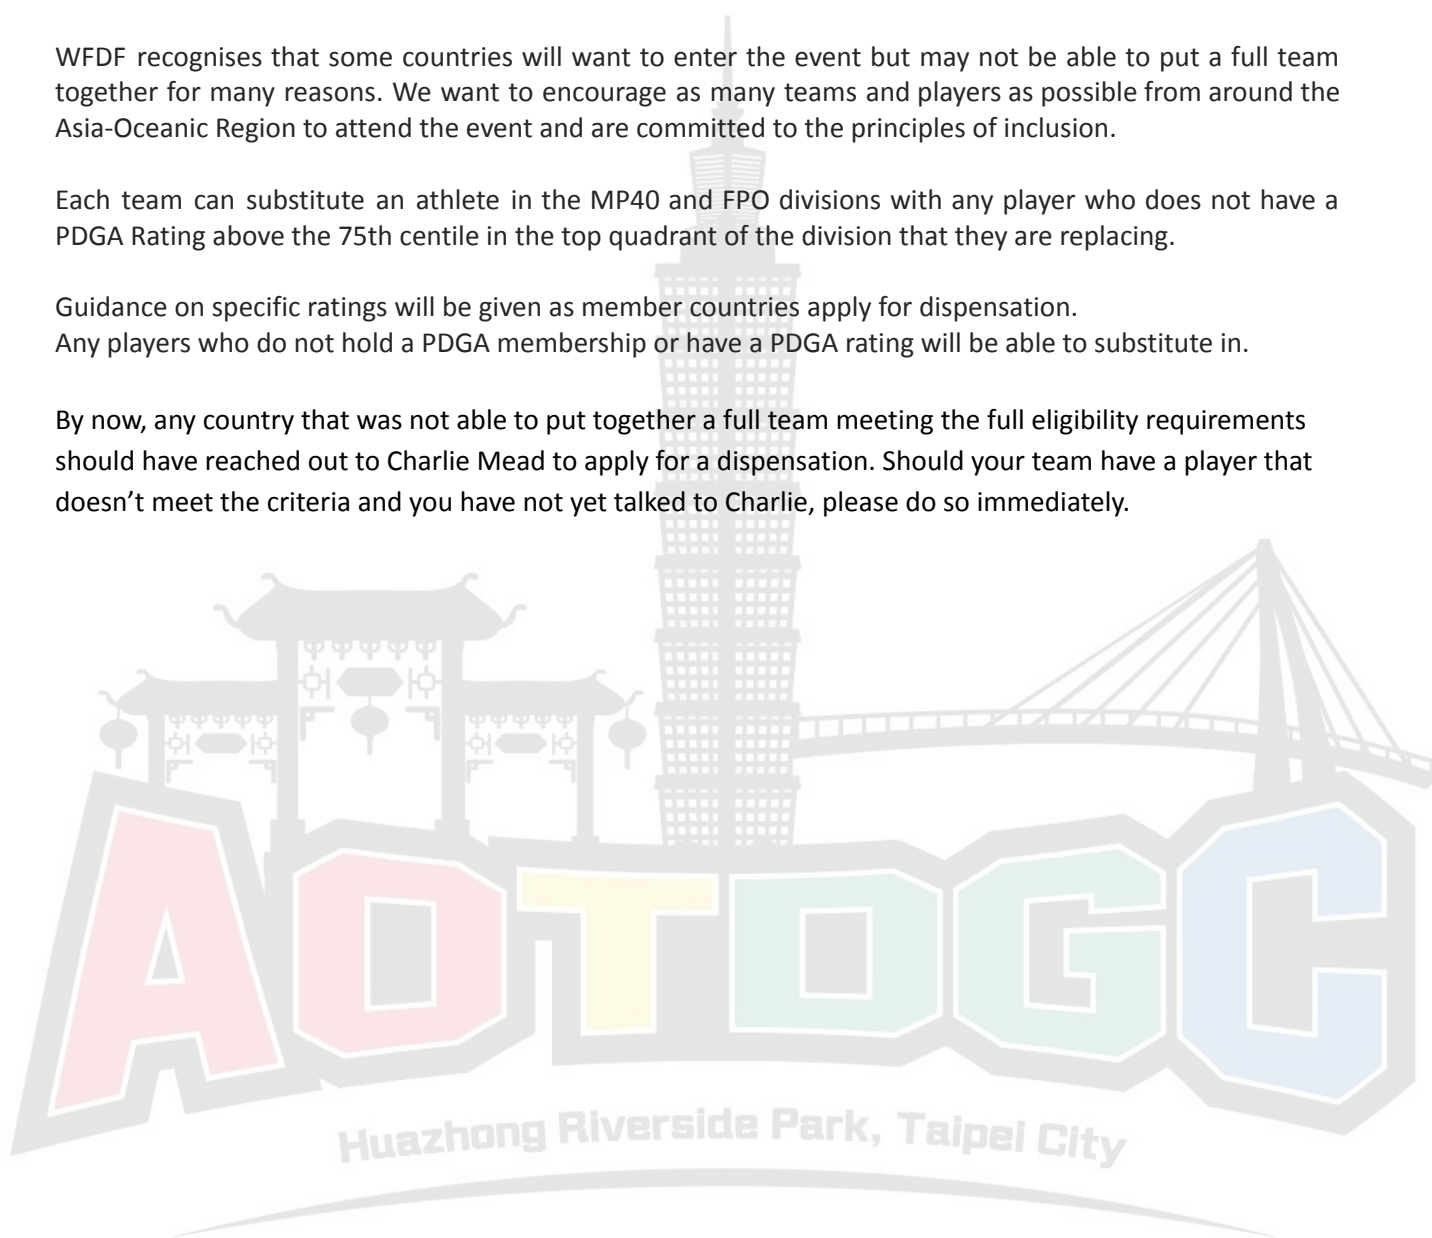 WFDF recognises that some countries will want to enter the event but may not be able to put a full team
together for many reasons. We want to encourage as many teams and players as possible from around the
Asia-Oceanic Region to attend the event and are committed to the principles of inclusion.
Each team can substitute an athlete in the MP40 and FPO divisions with any player who does not have a
PDGA Rating above the 75th centile in the top quadrant of the division that they are replacing.
Guidance on specific ratings will be given as member countries apply for dispensation.
Any players who do not hold a PDGA membership or have a PDGA rating will be able to substitute in.
By now, any country that was not able to put together a full team meeting the full eligibility requirements
should have reached out to Charlie Mead to apply for a dispensation. Should your team have a player that
doesn’t meet the criteria and you have not yet talked to Charlie, please do so immediately.
AOTDGC
Huazhong Riverside Park, Taipei City